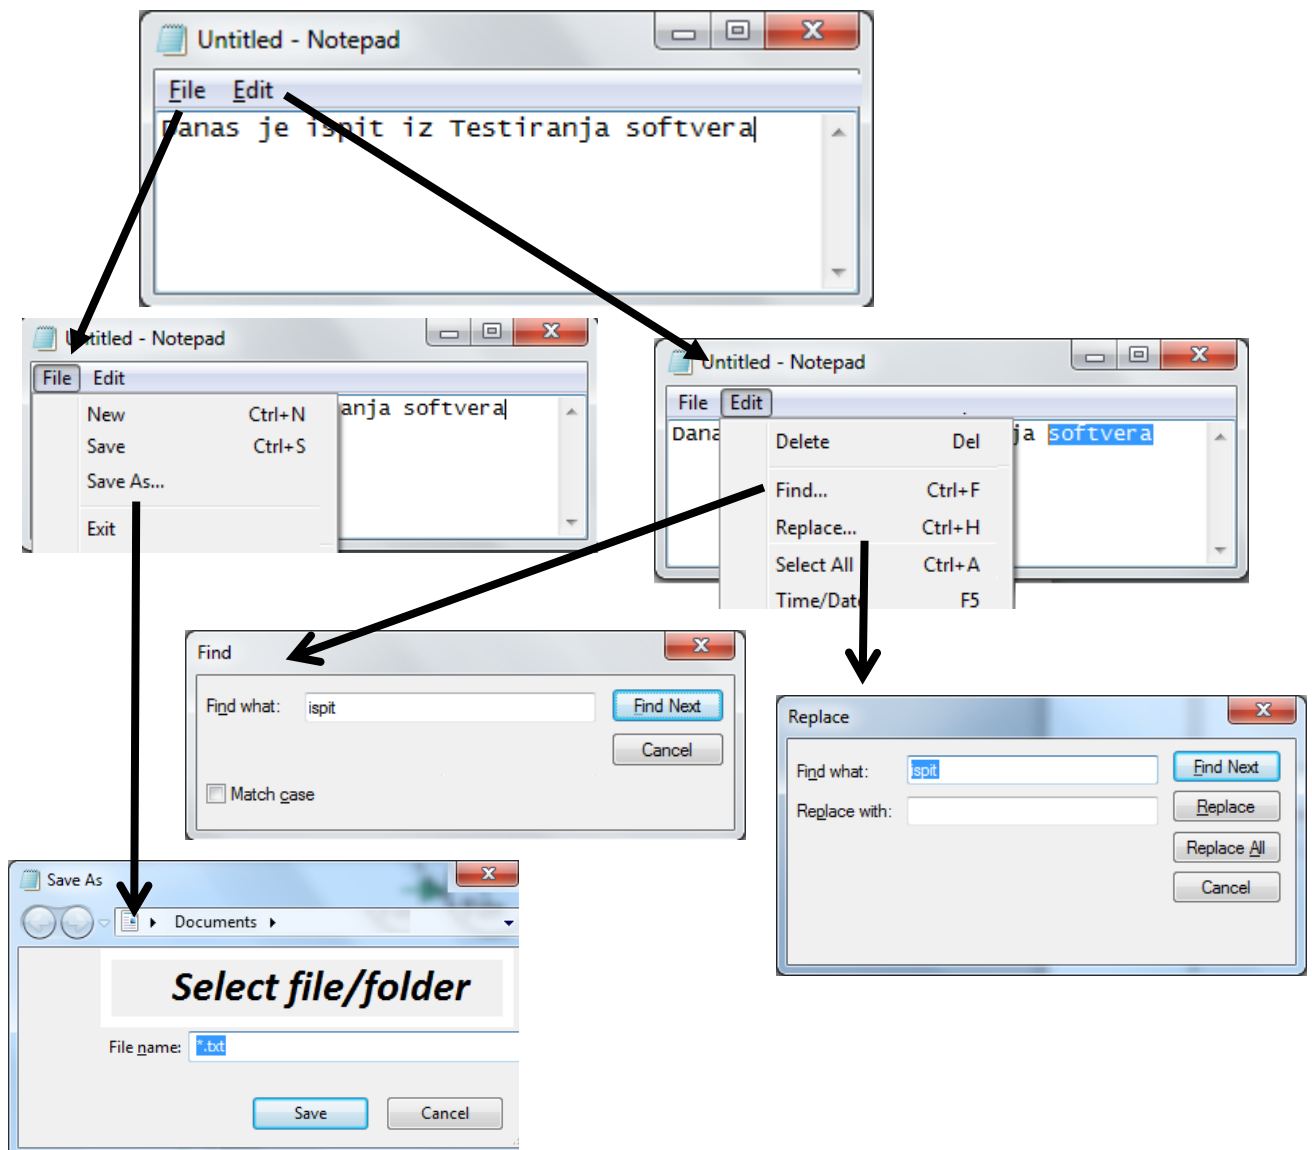 Untitled - Notepad
File Edit
Danas je ispit iz Testiranja softvera
Untitled - Notepad
File Edit
anja softvera
New Ctrl+N
Save Ctrl+S
Save As...
Exit
Untitled - Notepad
File Edit
Dana ja softvera
Delete Del
Find... Ctrl+F
Replace... Ctrl+H
Select All Ctrl+A
Time/Date F5
Find
Find what: ispit Find Next
Cancel
Match case
Replace
Find what: ispit Find Next
Replace with: Replace
Replace All
Cancel
Save As
Documents
Select file/folder
File name: *.txt
Save Cancel